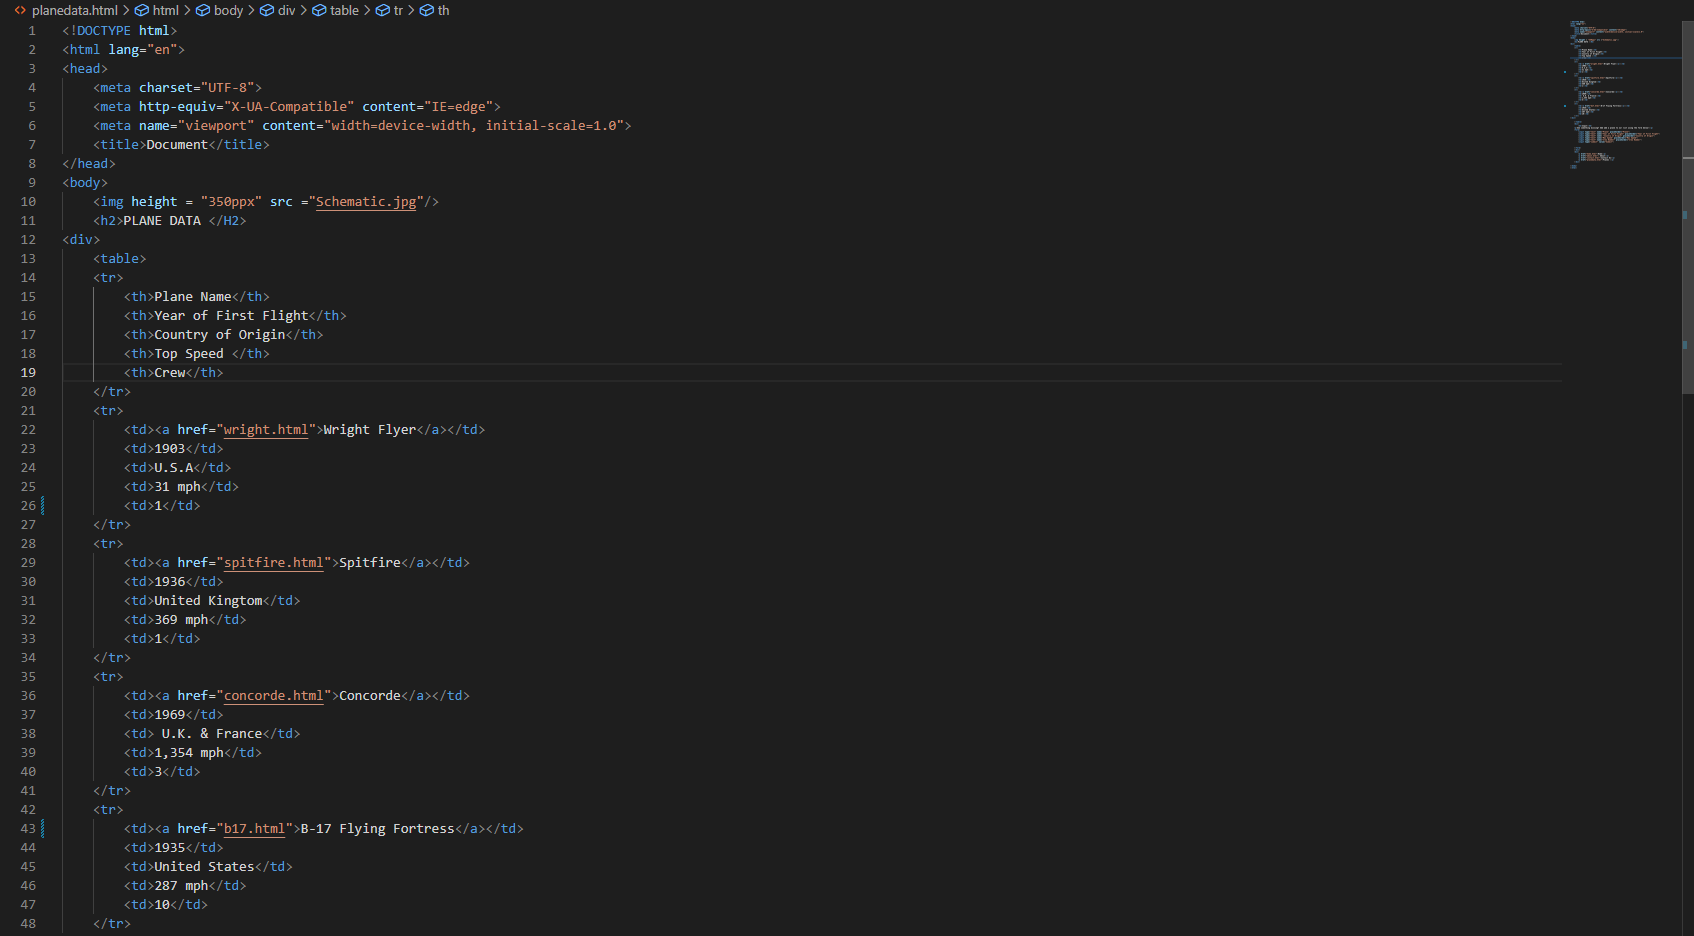 planedata.html > html > body > div > table > tr > th
1 <!DOCTYPE html>
2 <html lang="en">
3 <head>
4 <meta charset="UTF-8">
5 <meta http-equiv="X-UA-Compatible" content="IE=edge">
6 <meta name="viewport" content="width=device-width, initial-scale=1.0">
7 <title>Document</title>
8 </head>
9 <body>
10 <img height = "350ppx" src ="Schematic.jpg"/>
11 <h2>PLANE DATA </H2>
12 <div>
13 <table>
14 <tr>
15 <th>Plane Name</th>
16 <th>Year of First Flight</th>
17 <th>Country of Origin</th>
18 <th>Top Speed </th>
19 <th>Crew</th>
20 </tr>
21 <tr>
22 <td><a href="wright.html">Wright Flyer</a></td>
23 <td>1903</td>
24 <td>U.S.A</td>
25 <td>31 mph</td>
26 <td>1</td>
27 </tr>
28 <tr>
29 <td><a href="spitfire.html">Spitfire</a></td>
30 <td>1936</td>
31 <td>United Kingtom</td>
32 <td>369 mph</td>
33 <td>1</td>
34 </tr>
35 <tr>
36 <td><a href="concorde.html">Concorde</a></td>
37 <td>1969</td>
38 <td> U.K. & France</td>
39 <td>1,354 mph</td>
40 <td>3</td>
41 </tr>
42 <tr>
43 <td><a href="b17.html">B-17 Flying Fortress</a></td>
44 <td>1935</td>
45 <td>United States</td>
46 <td>287 mph</td>
47 <td>10</td>
48 </tr>